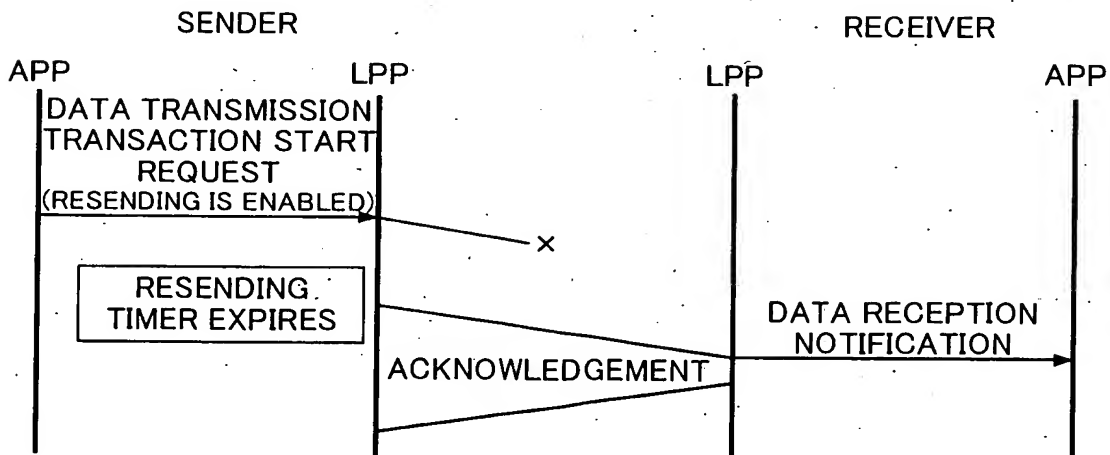 SENDER
RECEIVER
APP
LPP
LPP
APP
DATA TRANSMISSION
TRANSACTION START
REQUEST
(RESENDING IS ENABLED)
×
RESENDING
TIMER EXPIRES
DATA RECEPTION
NOTIFICATION
ACKNOWLEDGEMENT